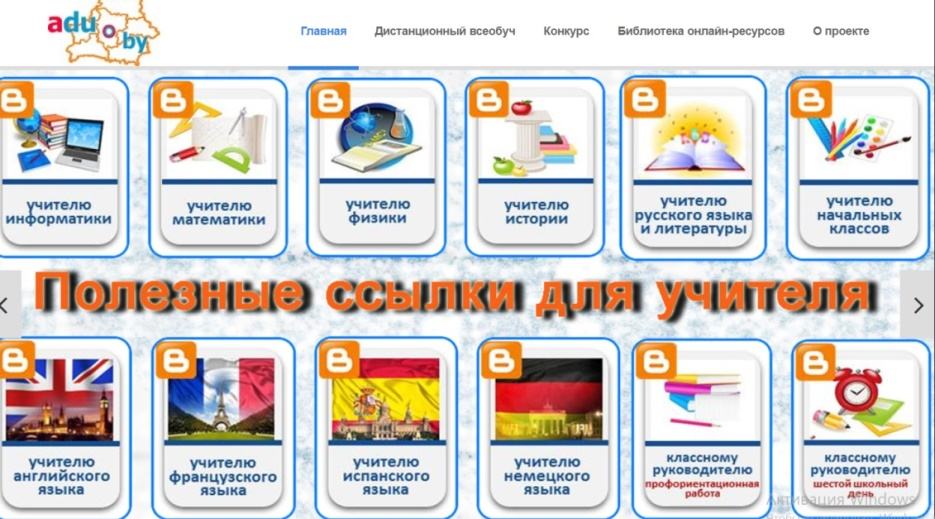 adu by
Главная Дистанционный всеобуч Конкурс Библиотека онлайн-ресурсов О проекте
учителю
информатики
учителю
математики
учителю
физики
учителю
истории
учителю
русского языка
и литературы
учителю
начальных
классов
Полезные ссылки для учителя
учителю
английского
языка
учителю
французского
языка
учителю
испанского
языка
учителю
немецкого
языка
классному
руководителю
профориентационная
работа
классному
руководителю
шестой школьный
день
Активация Windows